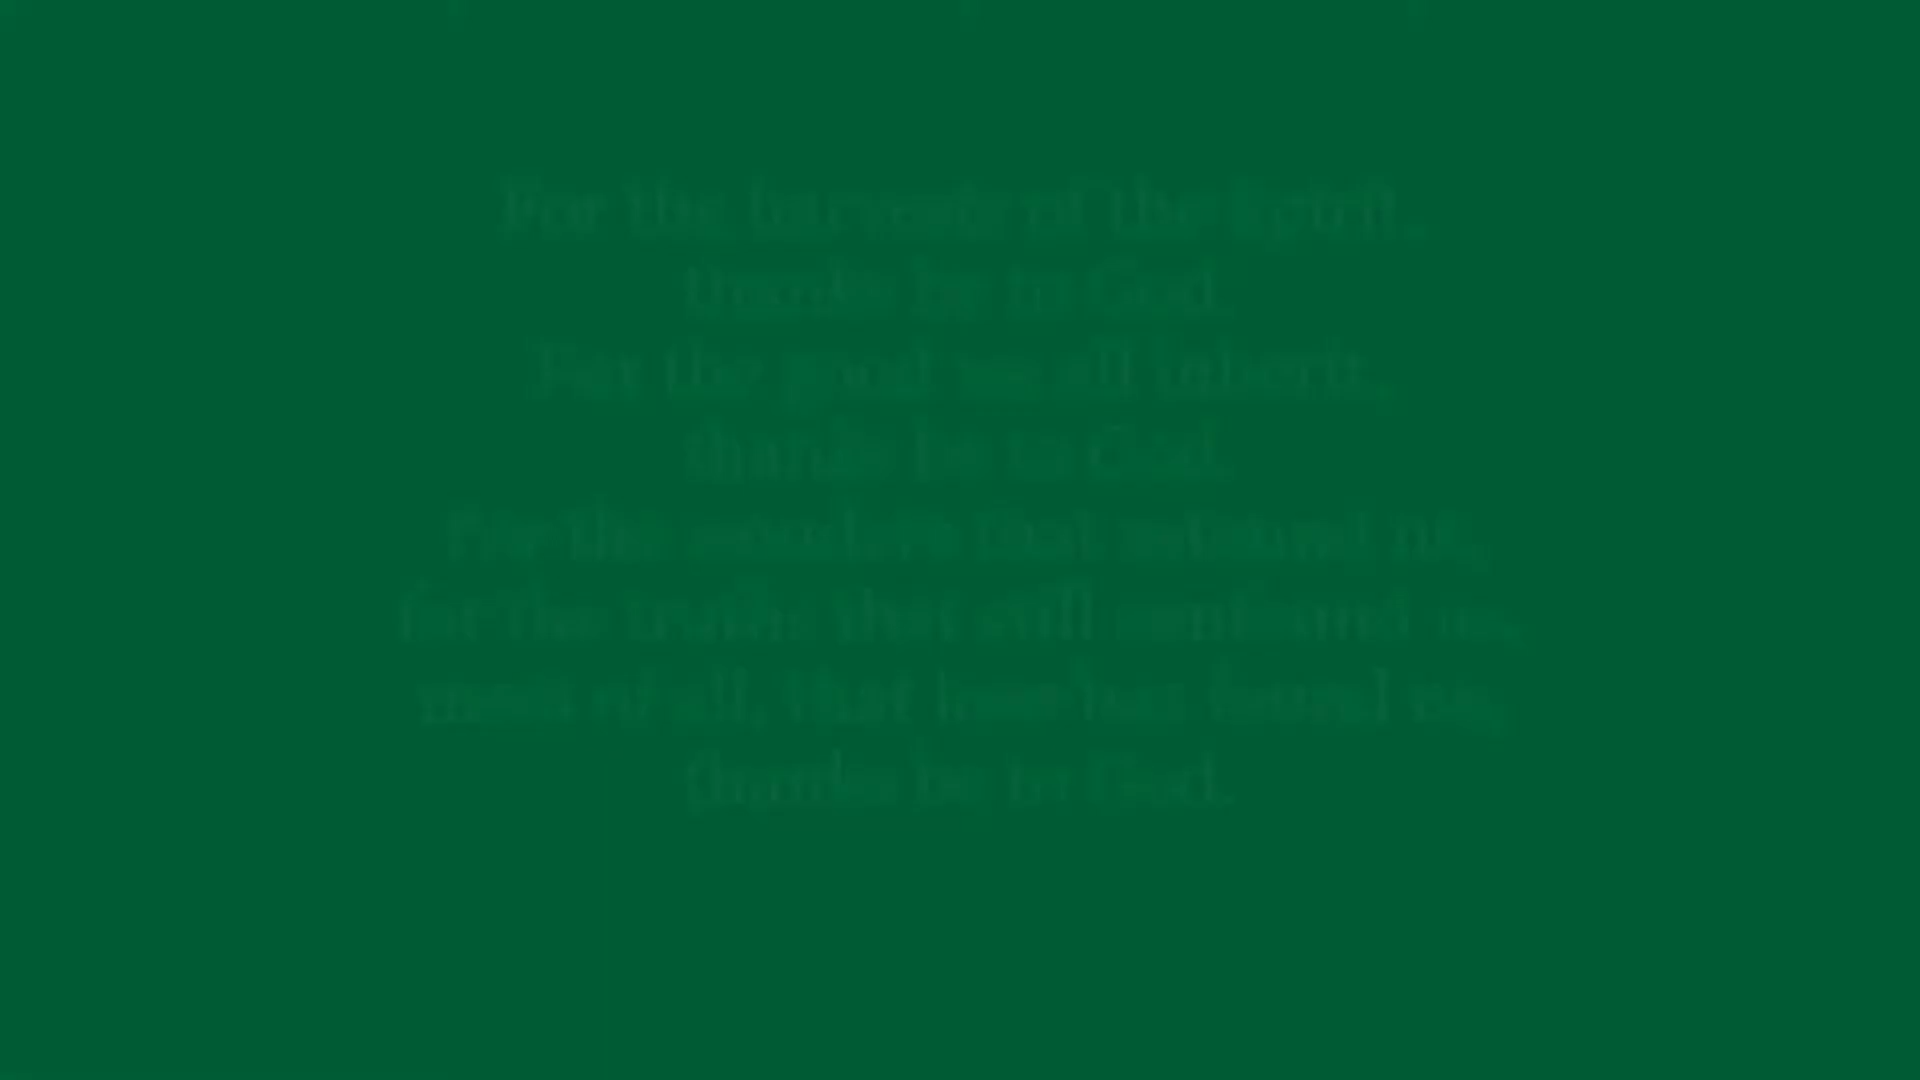 For the harvests of the Spirit,
thanks be to God.
For the good we all inherit,
thanks be to God.
For the wonders that astound us,
for the truths that still confound us,
most of all, that love has found us,
thanks be to God.